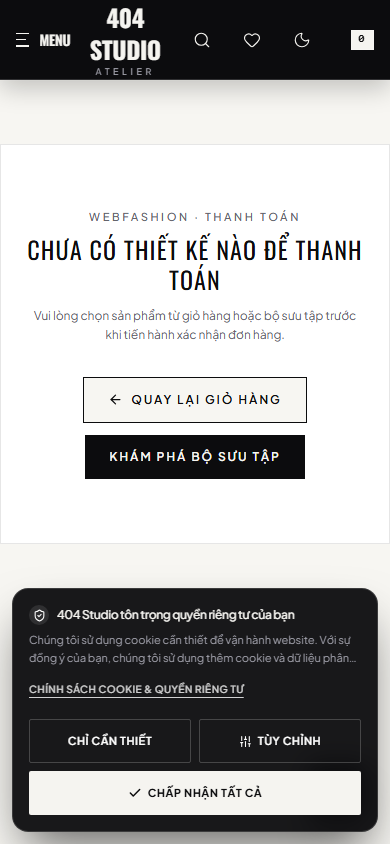 MENU
404
STUDIO
ATELIER
0
WEBFASHION · THANH TOÁN
CHƯA CÓ THIẾT KẾ NÀO ĐỂ THANH
TOÁN
Vui lòng chọn sản phẩm từ giỏ hàng hoặc bộ sưu tập trước
khi tiến hành xác nhận đơn hàng.
QUAY LẠI GIỎ HÀNG
KHÁM PHÁ BỘ SƯU TẬP
404 Studio tôn trọng quyền riêng tư của bạn
Chúng tôi sử dụng cookie cần thiết để vận hành website. Với sự
đồng ý của bạn, chúng tôi sử dụng thêm cookie và dữ liệu phân...
CHÍNH SÁCH COOKIE & QUYỀN RIÊNG TƯ
CHỈ CẦN THIẾT
TÙY CHỈNH
CHẤP NHẬN TẤT CẢ